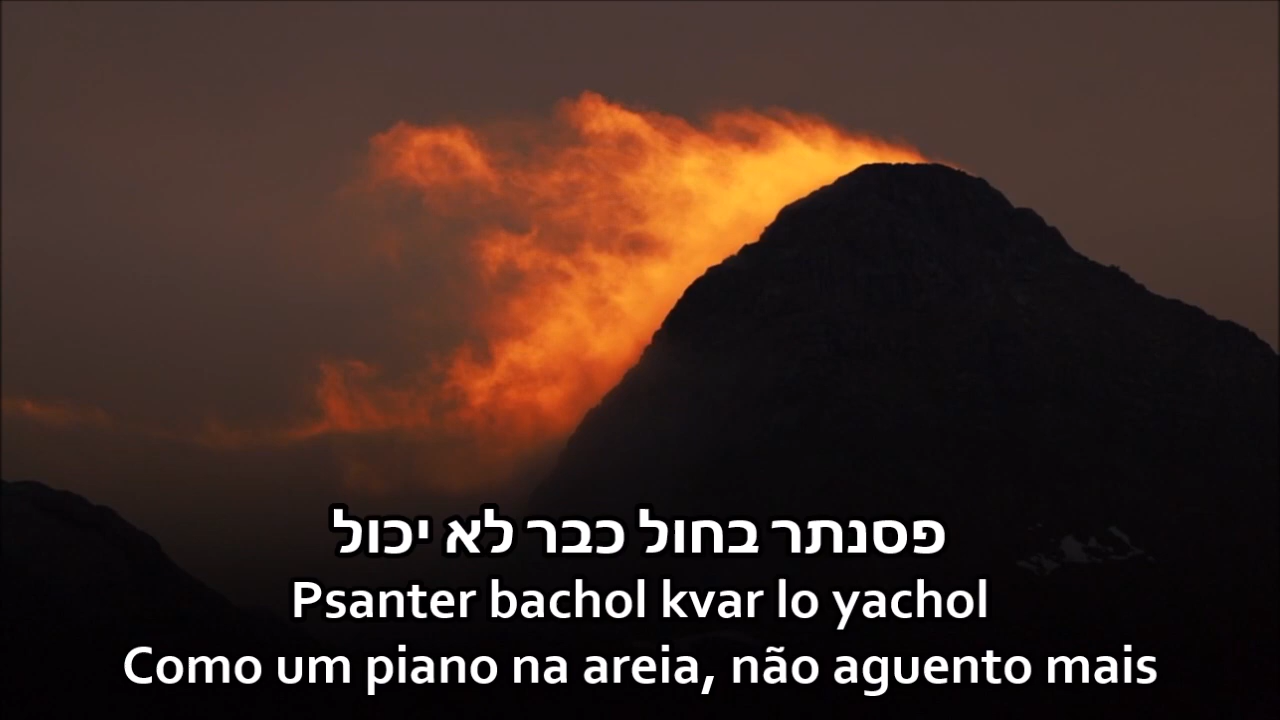 פסנתר בחול כבר לא יכול
Psanter bachol kvar lo yachol
Como um piano na areia, não aguento mais